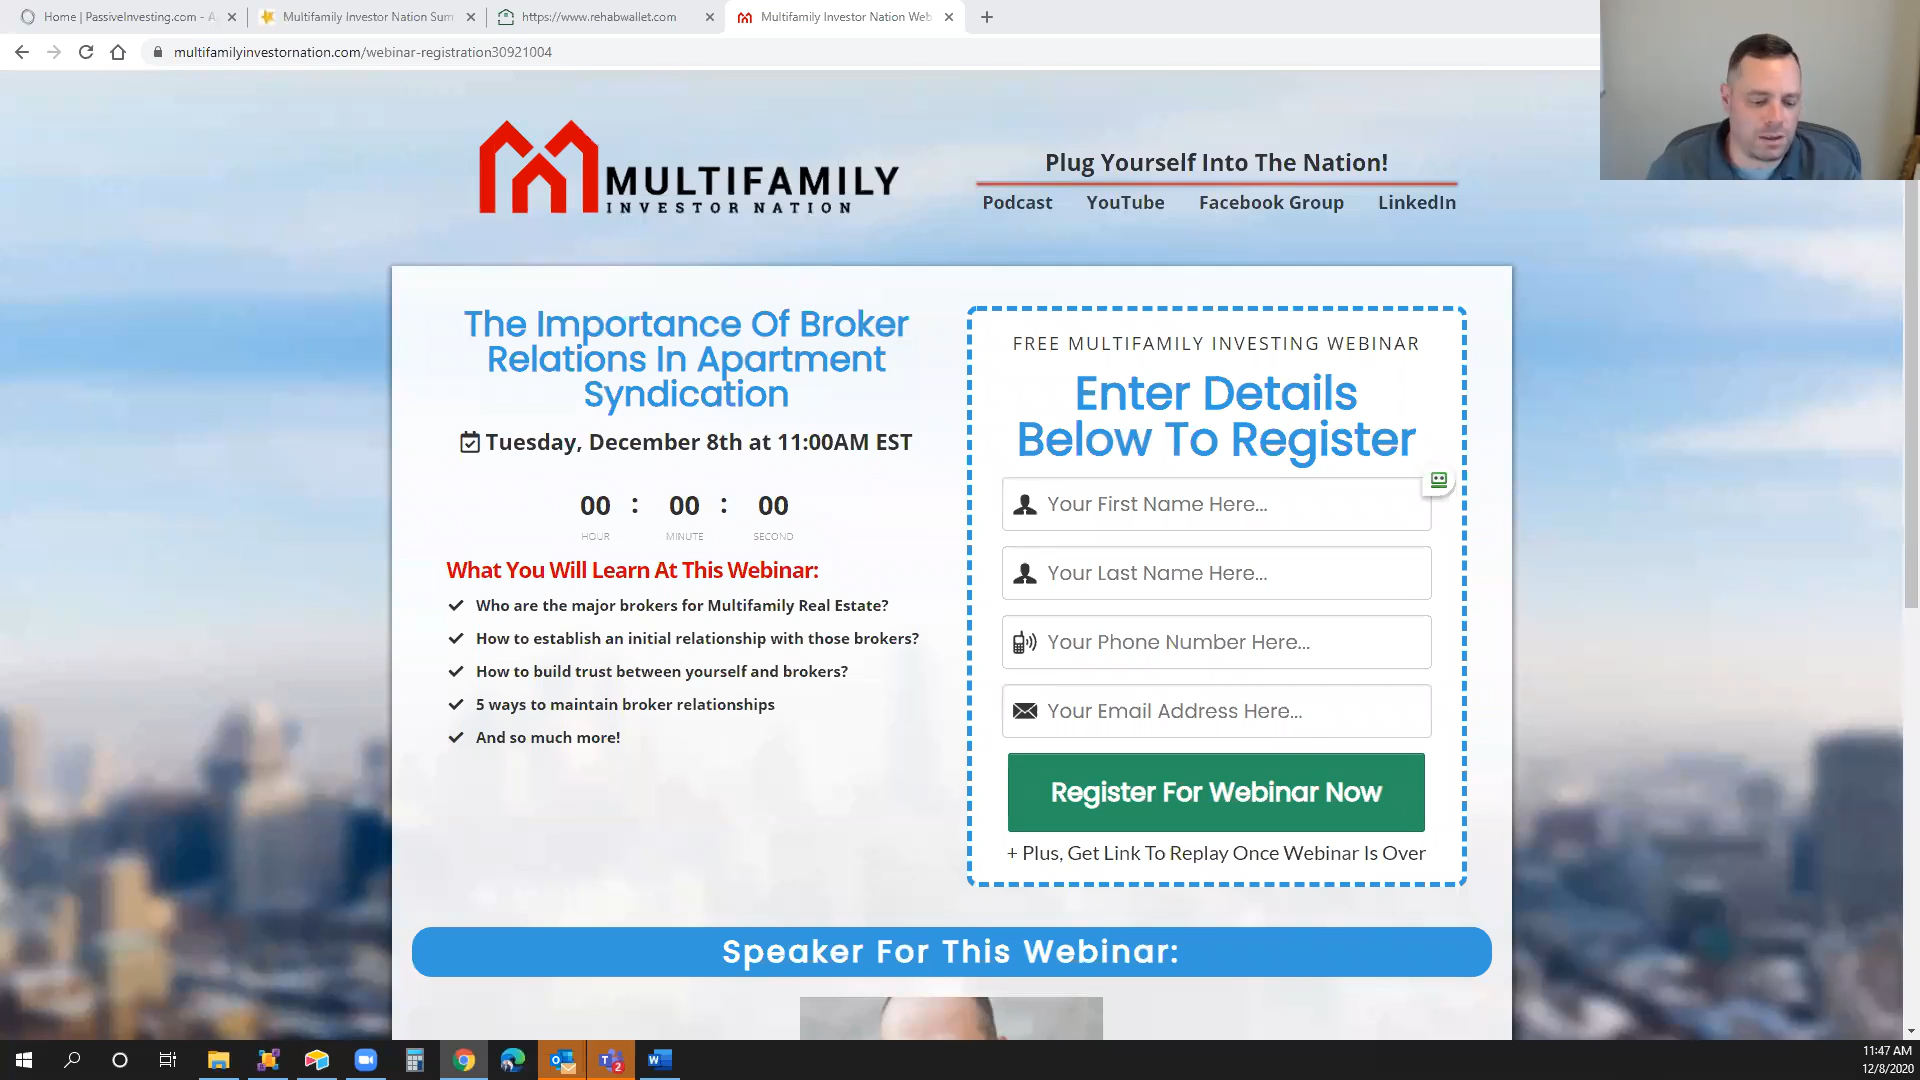 Home | PassiveInvesting.com - A
Multifamily Investor Nation Sum
https://www.rehabwallet.com
Multifamily Investor Nation Web
multifamilyinvestornation.com/webinar-registration30921004
MULTIFAMILY
INVESTOR NATION
Plug Yourself Into The Nation!
Podcast YouTube Facebook Group LinkedIn
The Importance Of Broker
Relations In Apartment
Syndication
Tuesday, December 8th at 11:00AM EST
00 : 00 : 00
HOUR MINUTE SECOND
What You Will Learn At This Webinar:
Who are the major brokers for Multifamily Real Estate?
How to establish an initial relationship with those brokers?
How to build trust between yourself and brokers?
5 ways to maintain broker relationships
And so much more!
FREE MULTIFAMILY INVESTING WEBINAR
Enter Details
Below To Register
Your First Name Here...
Your Last Name Here...
Your Phone Number Here...
Your Email Address Here...
Register For Webinar Now
+ Plus, Get Link To Replay Once Webinar Is Over
Speaker For This Webinar:
11:47 AM
12/8/2020